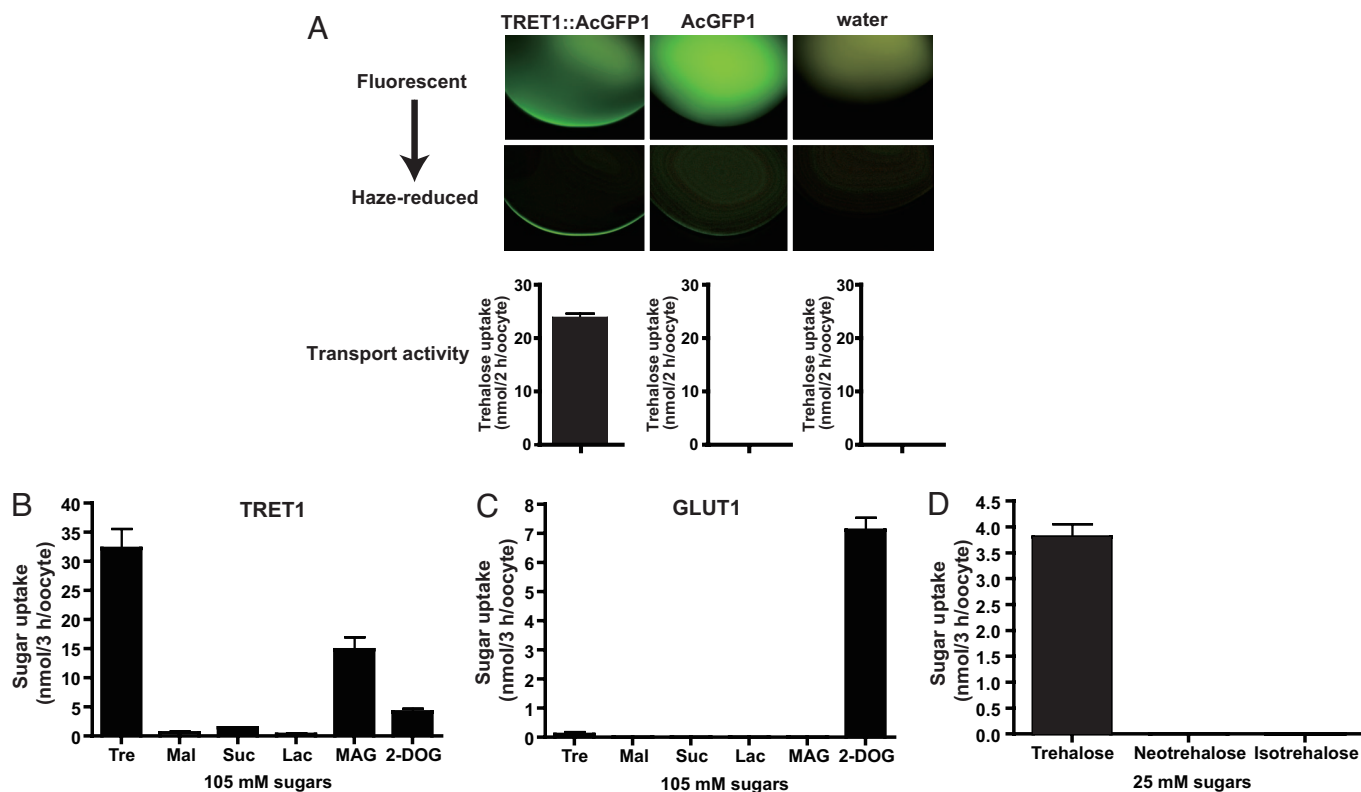 A
TRET1::AcGFP1
AcGFP1
water
Fluorescent
Haze-reduced
Transport activity
Trehalose uptake
(nmol/2 h/oocyte)
30
20
10
0
Trehalose uptake
(nmol/2 h/oocyte)
30
20
10
0
Trehalose uptake
(nmol/2 h/oocyte)
30
20
10
0
B
TRET1
Sugar uptake
(nmol/3 h/oocyte)
40
35
30
25
20
15
10
5
0
Tre Mal Suc Lac MAG 2-DOG
105 mM sugars
C
GLUT1
Sugar uptake
(nmol/3 h/oocyte)
8
7
6
5
4
3
2
1
0
Tre Mal Suc Lac MAG 2-DOG
105 mM sugars
D
Sugar uptake
(nmol/3 h/oocyte)
4.5
4.0
3.5
3.0
2.5
2.0
1.5
1.0
0.5
0.0
Trehalose Neotrehalose Isotrehalose
25 mM sugars